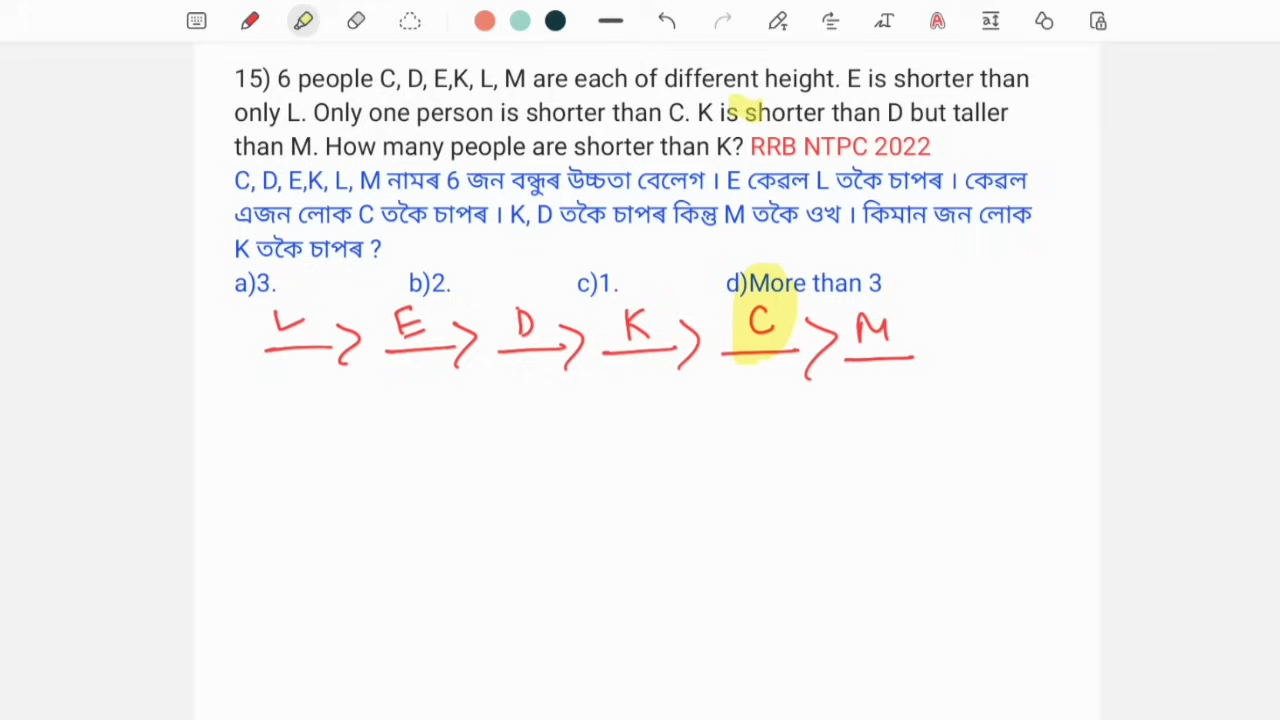 15) 6 people C, D, E,K, L, M are each of different height. E is shorter than
only L. Only one person is shorter than C. K is shorter than D but taller
than M. How many people are shorter than K? RRB NTPC 2022
C, D, E,K, L, M নামৰ 6 জন বন্ধুৰ উচ্চতা বেলেগ । E কেৱল L তকৈ চাপৰ । কেৱল
এজন লোক C তকৈ চাপৰ । K, D তকৈ চাপৰ কিন্তু M তকৈ ওখ । কিমান জন লোক
K তকৈ চাপৰ ?
a)3. b)2. c)1. d)More than 3
L > E > D > K > C > M